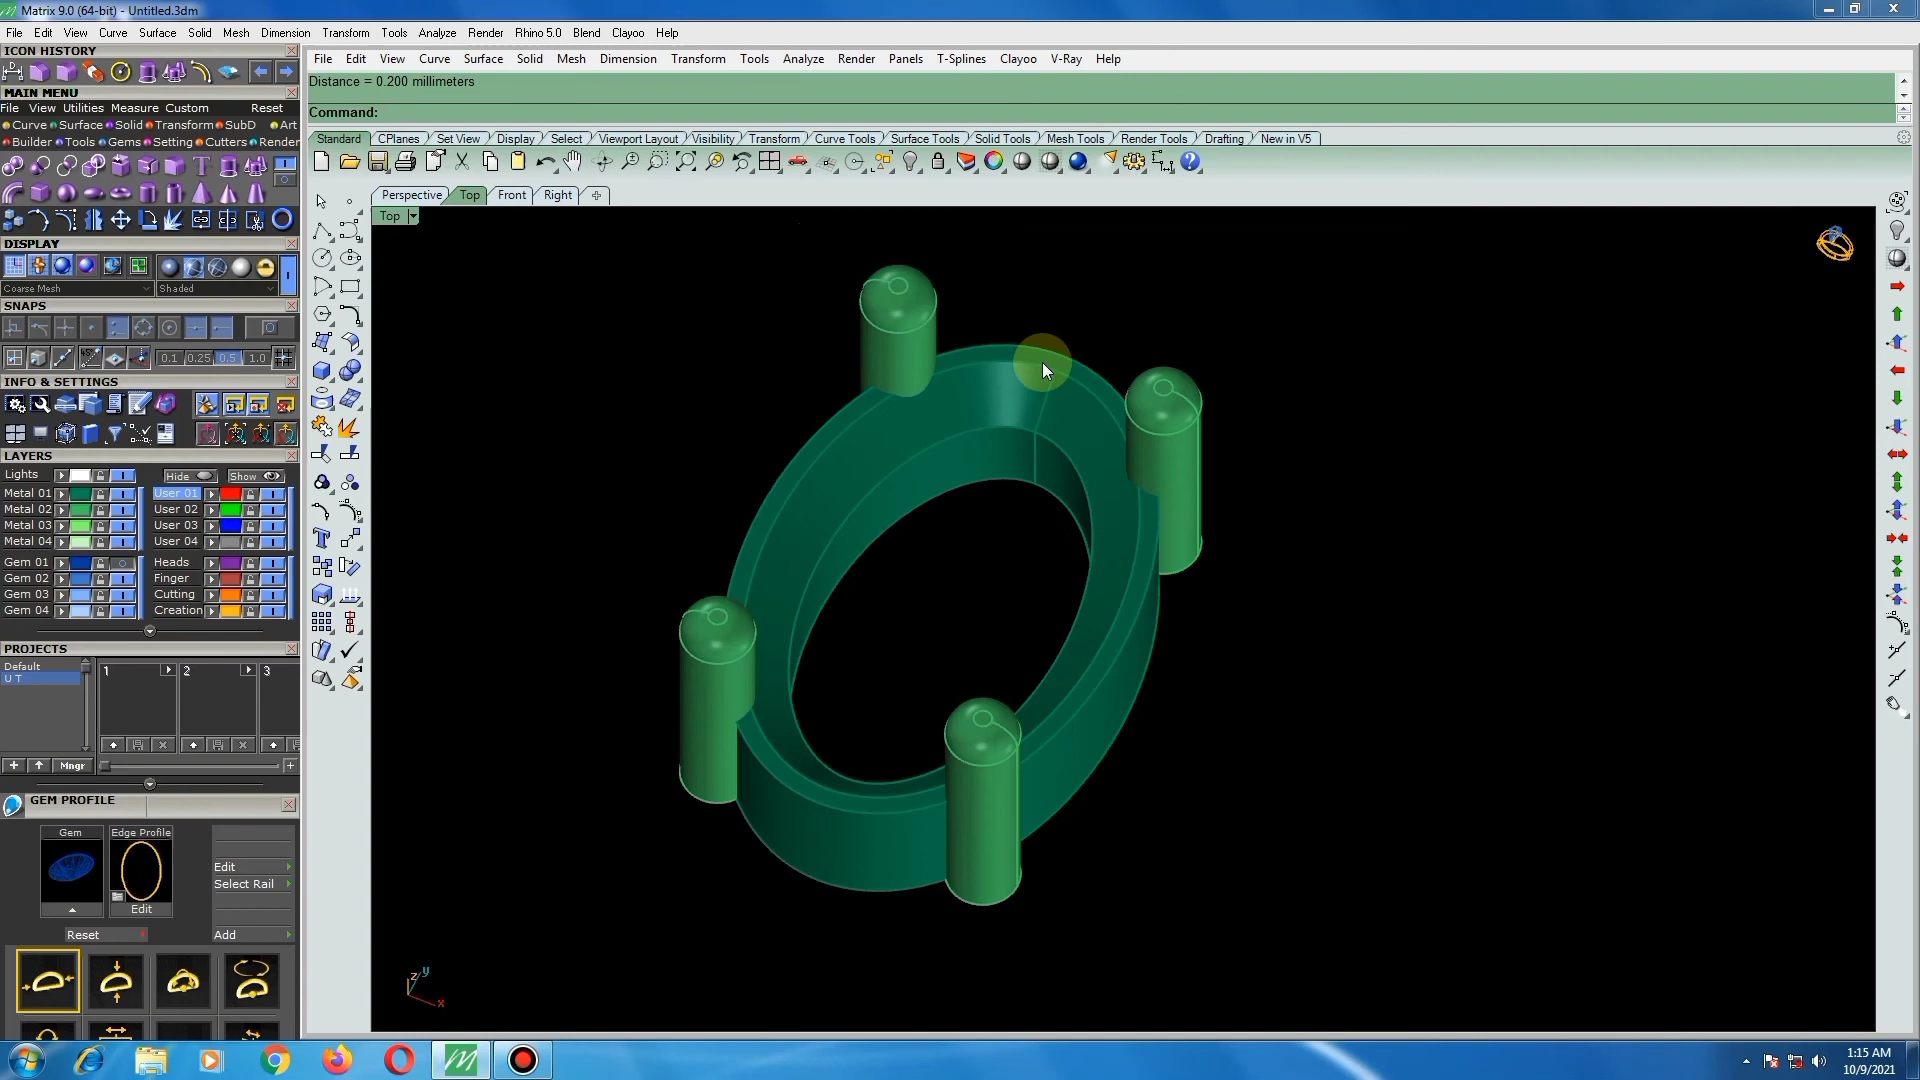 Matrix 9.0 (64-bit) - Untitled.3dm
File Edit View Curve Surface Solid Mesh Dimension Transform Tools Analyze Render Rhino 5.0 Blend Clayoo Help
ICON HISTORY
MAIN MENU
File View Utilities Measure Custom Reset
Curve Surface Solid Transform SubD Art
Builder Tools Gems Setting Cutters Render
DISPLAY
Coarse Mesh Shaded
SNAPS
0.1 0.25 0.5 1.0
INFO & SETTINGS
LAYERS
Lights Hide Show
Metal 01 User 01
Metal 02 User 02
Metal 03 User 03
Metal 04 User 04
Gem 01 Heads
Gem 02 Finger
Gem 03 Cutting
Gem 04 Creation
PROJECTS
Default
U T
1 2 3
Mngr
GEM PROFILE
Gem Edge Profile
Edit
Select Rail
Edit
Reset Add
File Edit View Curve Surface Solid Mesh Dimension Transform Tools Analyze Render Panels T-Splines Clayoo V-Ray Help
Distance = 0.200 millimeters
Command:
Standard CPlanes Set View Display Select Viewport Layout Visibility Transform Curve Tools Surface Tools Solid Tools Mesh Tools Render Tools Drafting New in V5
Perspective Top Front Right
Top
z y
x
1:15 AM
10/9/2021